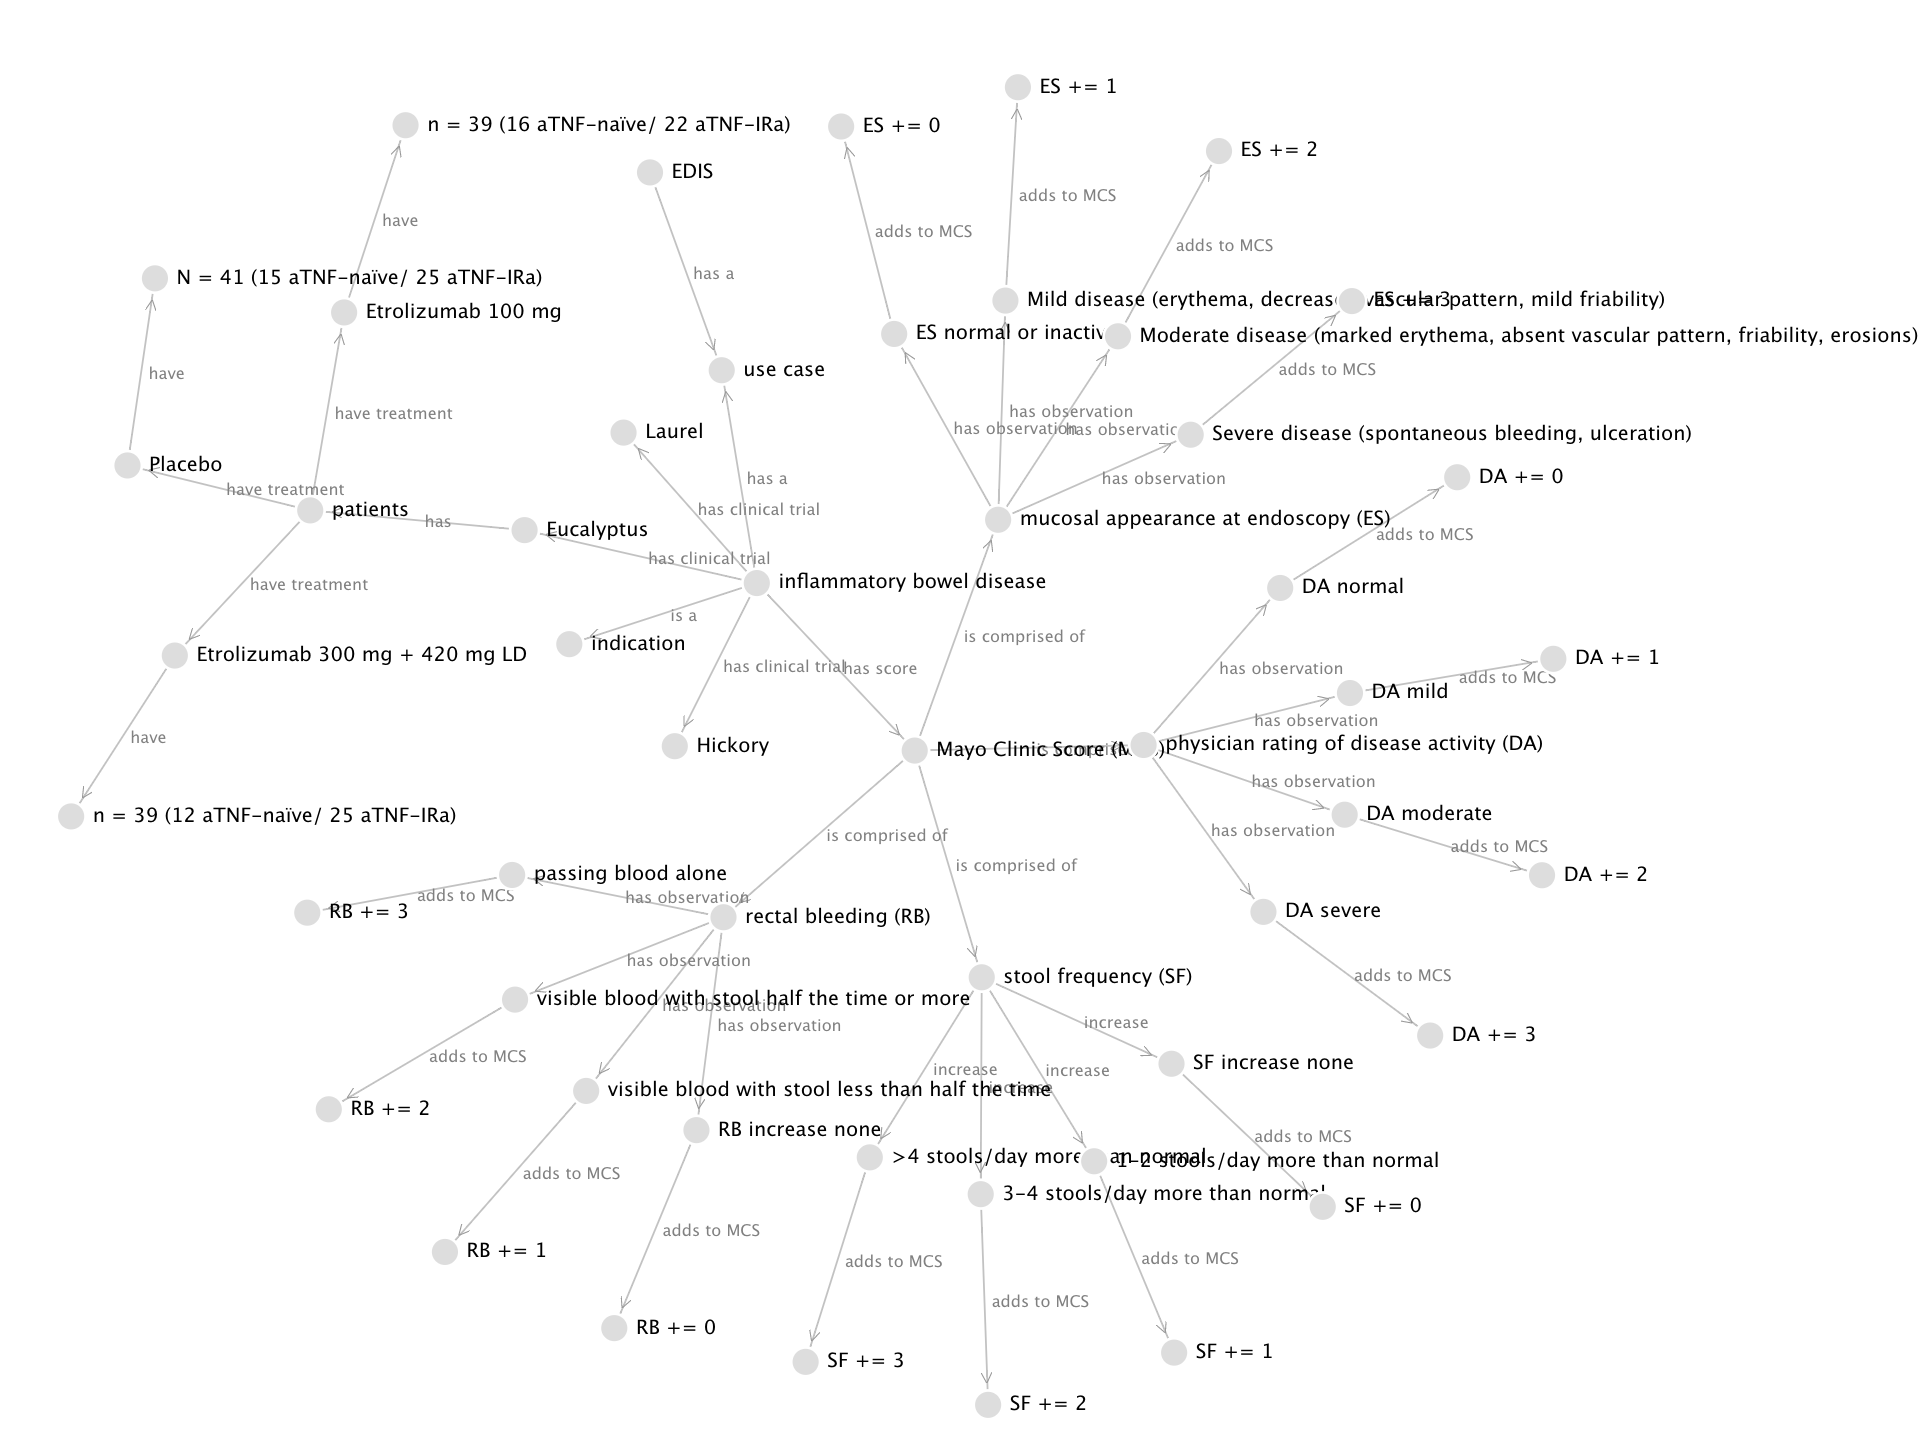 ES += 1
n = 39 (16 aTNF-naïve/ 22 aTNF-IRa)
ES += 0
ES += 2
EDIS
adds to MCS
have
adds to MCS
adds to MCS
has a
N = 41 (15 aTNF-naïve/ 25 aTNF-IRa)
Etrolizumab 100 mg
Mild disease (erythema, decreased vascular pattern, mild friability)
ES += 3
ES normal or inactive
Moderate disease (marked erythema, absent vascular pattern, friability, erosions)
have
use case
adds to MCS
have treatment
has observation
has observation
has observation
Laurel
Severe disease (spontaneous bleeding, ulceration)
Placebo
has a
has observation
DA += 0
have treatment
patients
has clinical trial
has
Eucalyptus
mucosal appearance at endoscopy (ES)
adds to MCS
has clinical trial
have treatment
inflammatory bowel disease
DA normal
is a
indication
is comprised of
Etrolizumab 300 mg + 420 mg LD
has clinical trial
has score
has observation
DA += 1
adds to MCS
DA mild
has observation
have
Hickory
Mayo Clinic Score (MCS)
is comprised of
physician rating of disease activity (DA)
has observation
n = 39 (12 aTNF-naïve/ 25 aTNF-IRa)
DA moderate
is comprised of
has observation
adds to MCS
passing blood alone
is comprised of
DA += 2
adds to MCS
has observation
RB += 3
rectal bleeding (RB)
DA severe
has observation
stool frequency (SF)
adds to MCS
visible blood with stool half the time or more
has observation
has observation
increase
DA += 3
adds to MCS
increase
increase
increase
SF increase none
visible blood with stool less than half the time
RB += 2
RB increase none
adds to MCS
>4 stools/day more than normal
1-2 stools/day more than normal
adds to MCS
3-4 stools/day more than normal
SF += 0
adds to MCS
RB += 1
adds to MCS
adds to MCS
adds to MCS
RB += 0
SF += 3
SF += 1
SF += 2